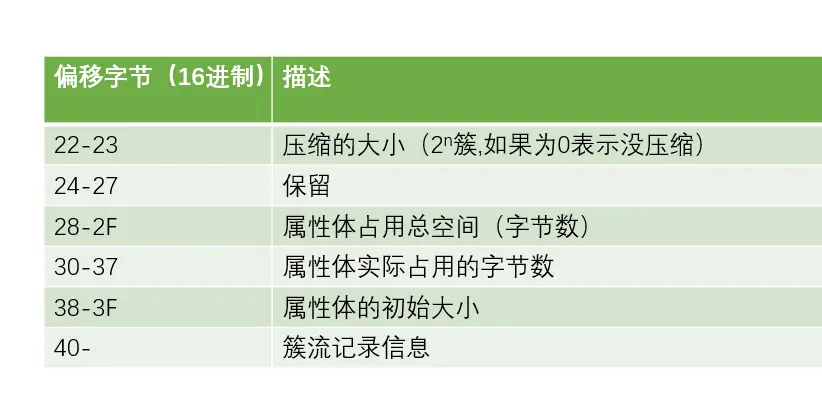 偏移字节（16进制） 描述
22-23 压缩的大小（2ⁿ簇,如果为0表示没压缩）
24-27 保留
28-2F 属性体占用总空间（字节数）
30-37 属性体实际占用的字节数
38-3F 属性体的初始大小
40- 簇流记录信息